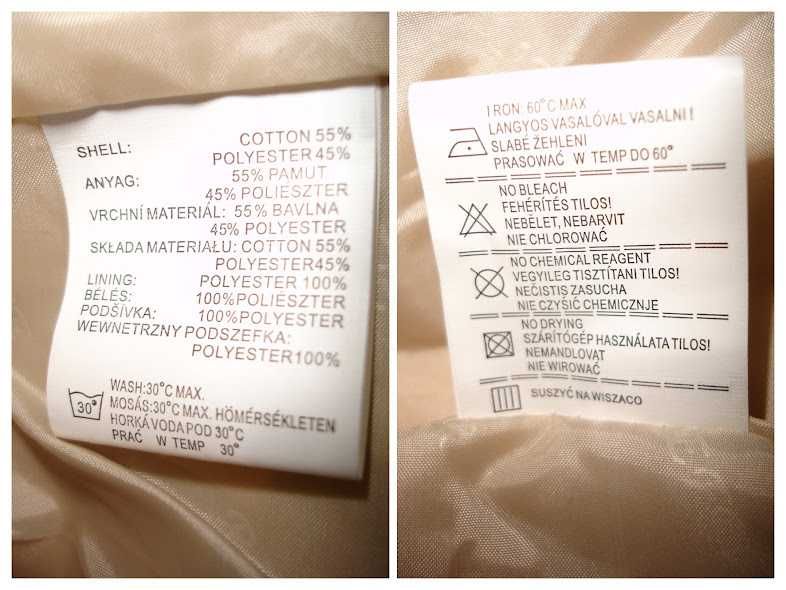 SHELL: COTTON 55%
POLYESTER 45%
ANYAG: 55% PAMUT
45% POLIESZTER
VRCHNÍ MATERIÁL: 55% BAVLNA
45% POLYESTER
SKŁADA MATERIAŁU: COTTON 55%
POLYESTER45%
LINING: POLYESTER 100%
BÉLÉS: 100%POLIESZTER
PODŠÍVKA: 100%POLYESTER
WEWNETRZNY PODSZEFKA:
POLYESTER100%
30°
WASH:30°C MAX.
MOSÁS:30°C MAX. HŐMÉRSÉKLETEN
HORKÁ VODA POD 30°C
PRAĆ W TEMP 30°
IRON: 60°C MAX
LANGYOS VASALÓVAL VASALNI!
SLABÉ ŽEHLENI
PRASOWAĆ W TEMP DO 60°
NO BLEACH
FEHÉRÍTÉS TILOS!
NEBĚLET, NEBARVIT
NIE CHLOROWAĆ
NO CHEMICAL REAGENT
VEGYILEG TISZTÍTANI TILOS!
NEČISTIS ZASUCHA
NIE CZYŚIĆ CHEMICZNJE
NO DRYING
SZÁRÍTÓGÉP HASZNÁLATA TILOS!
NEMANDLOVAT
NIE WIROWAĆ
SUSZYĆ NA WISZACO